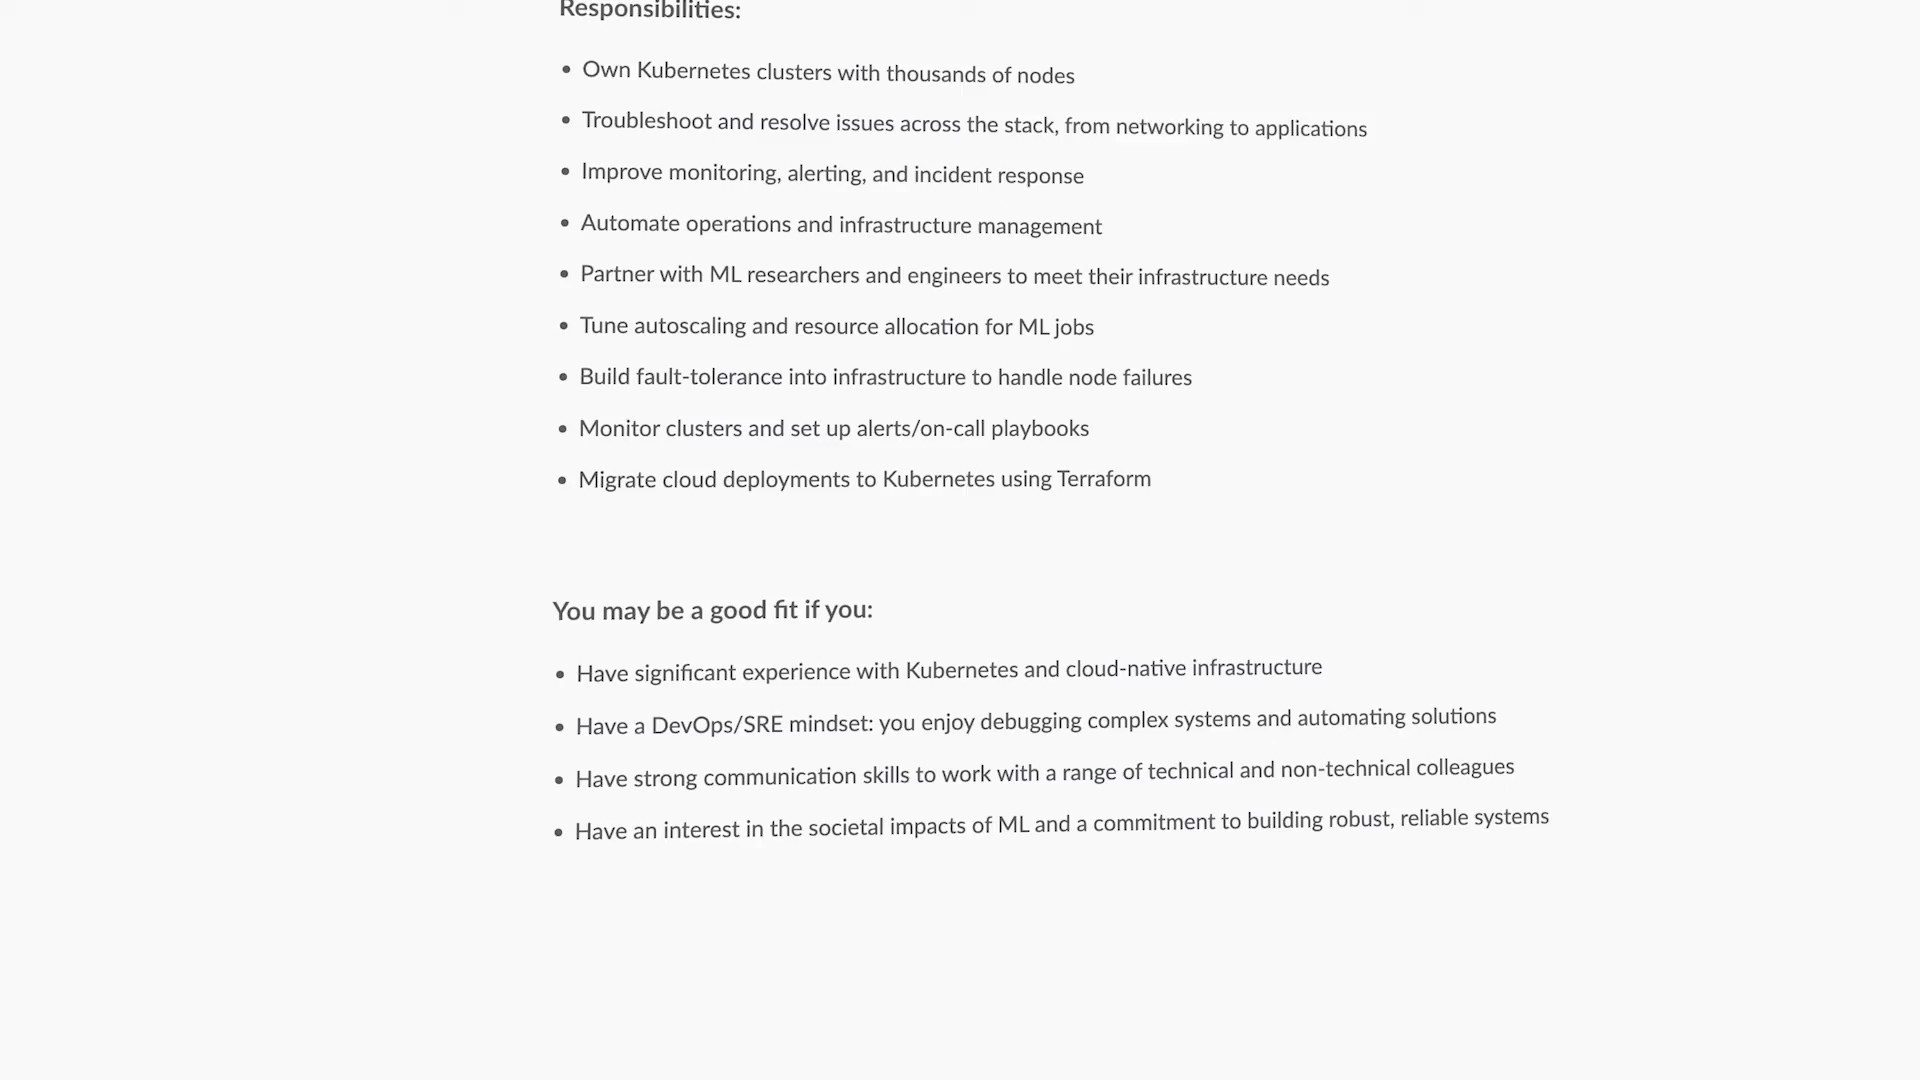 Responsibilities:
• Own Kubernetes clusters with thousands of nodes
• Troubleshoot and resolve issues across the stack, from networking to applications
• Improve monitoring, alerting, and incident response
• Automate operations and infrastructure management
• Partner with ML researchers and engineers to meet their infrastructure needs
• Tune autoscaling and resource allocation for ML jobs
• Build fault-tolerance into infrastructure to handle node failures
• Monitor clusters and set up alerts/on-call playbooks
• Migrate cloud deployments to Kubernetes using Terraform
You may be a good fit if you:
• Have significant experience with Kubernetes and cloud-native infrastructure
• Have a DevOps/SRE mindset: you enjoy debugging complex systems and automating solutions
• Have strong communication skills to work with a range of technical and non-technical colleagues
• Have an interest in the societal impacts of ML and a commitment to building robust, reliable systems